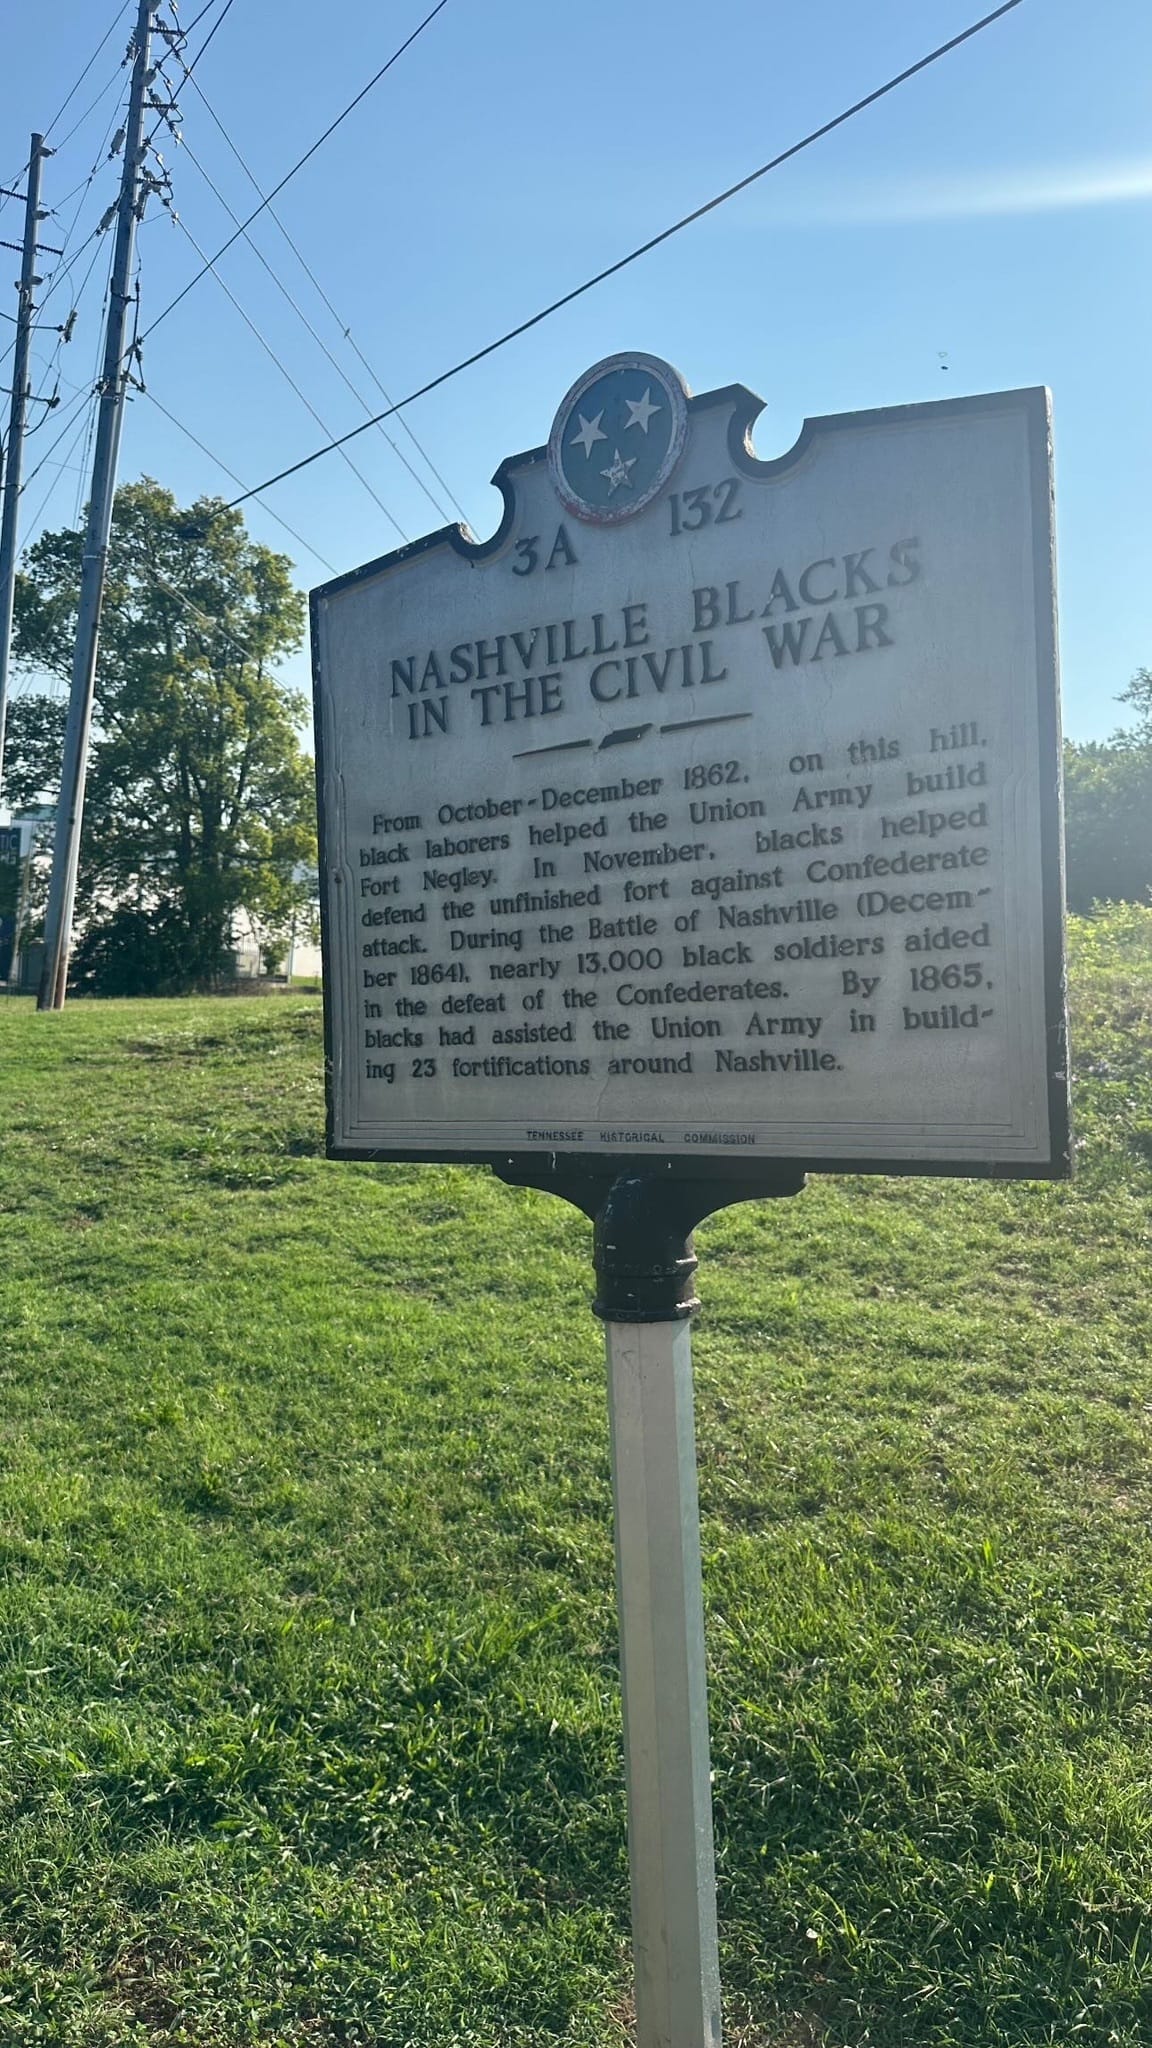 3A 132
NASHVILLE BLACKS
IN THE CIVIL WAR
From October-December 1862, on this hill,
black laborers helped the Union Army build
Fort Negley. In November, blacks helped
defend the unfinished fort against Confederate
attack. During the Battle of Nashville (Decem-
ber 1864), nearly 13,000 black soldiers aided
in the defeat of the Confederates. By 1865,
blacks had assisted the Union Army in build-
ing 23 fortifications around Nashville.
TENNESSEE HISTORICAL COMMISSION